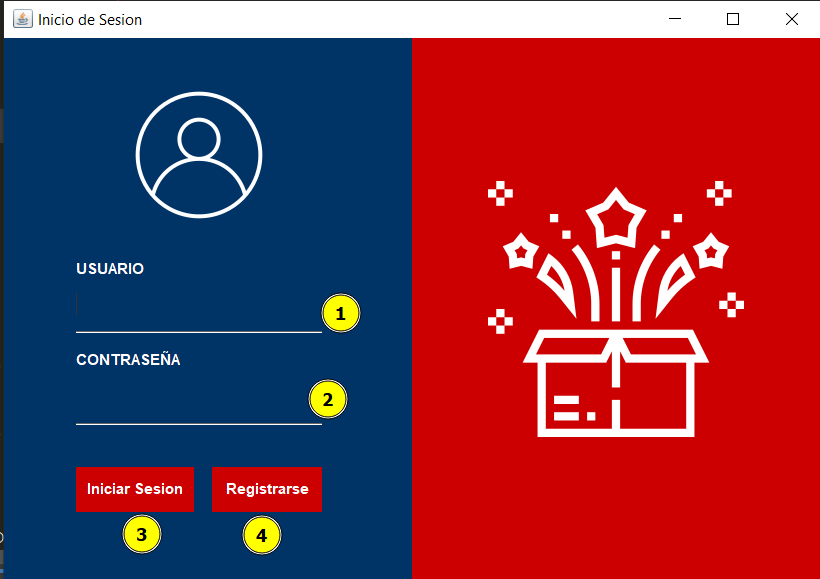 Inicio de Sesion
USUARIO
1
CONTRASEÑA
2
Iniciar Sesion Registrarse
3 4